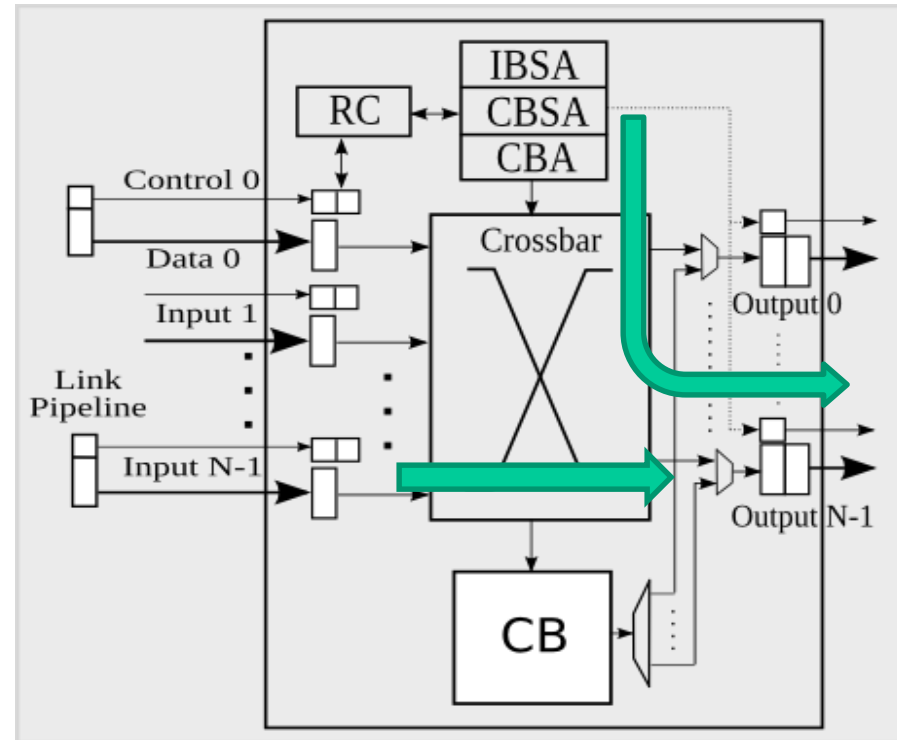 IBSA
RC
CBSA
CBA
Control 0
Crossbar
Data 0
Input 1
Output 0
Link
Pipeline
Input N-1
Output N-1
CB